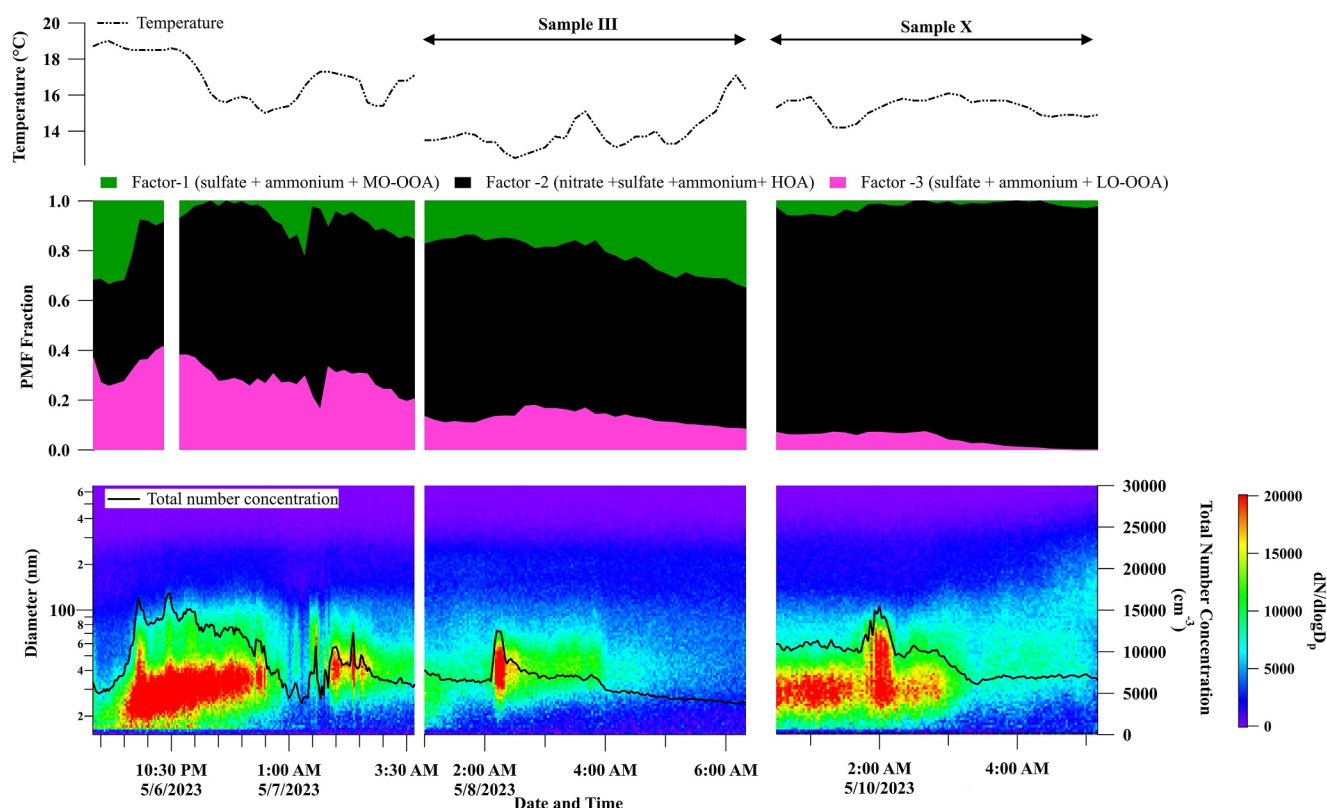 20
18
16
14
Temperature (°C)
Temperature
Sample III
Sample X
Factor-1 (sulfate + ammonium + MO-OOA)
Factor -2 (nitrate +sulfate +ammonium+ HOA)
Factor -3 (sulfate + ammonium + LO-OOA)
1.0
0.8
0.6
0.4
0.2
0.0
PMF Fraction
Total number concentration
6
4
2
100
8
6
4
2
Diameter (nm)
30000
25000
20000
15000
10000
5000
0
Total Number Concentration
(cm-3)
20000
15000
10000
5000
0
dN/dlogDp
10:30 PM
5/6/2023
1:00 AM
5/7/2023
3:30 AM
2:00 AM
5/8/2023
4:00 AM
6:00 AM
2:00 AM
5/10/2023
4:00 AM
Date and Time